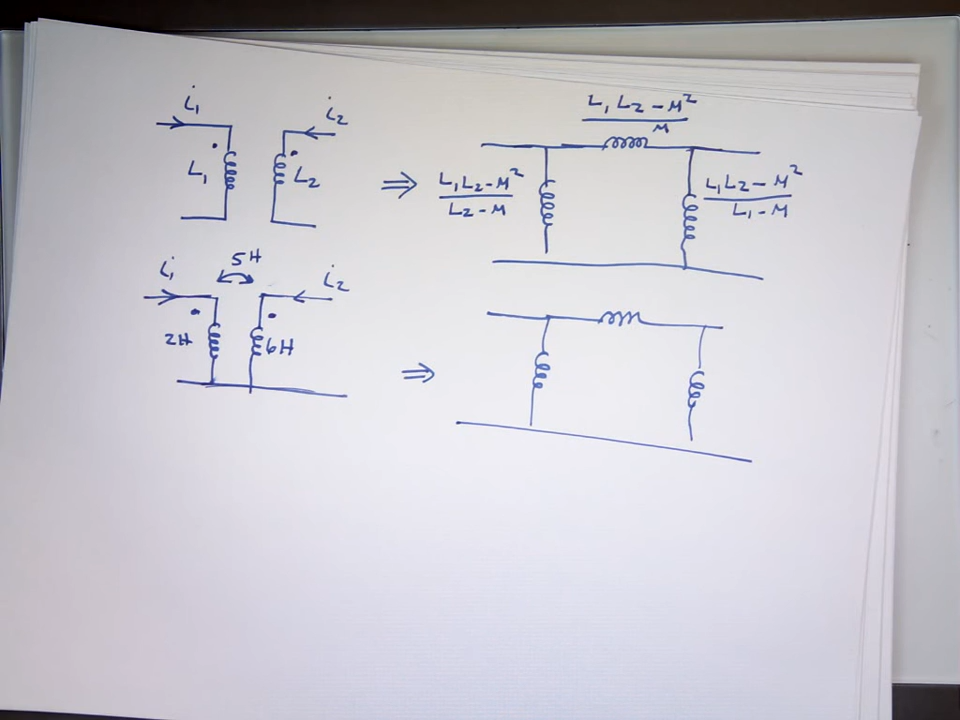 i₁
i₂
L₁
L₂
⇒
L₁L₂-M²
M
L₁L₂-M²
L₂-M
L₁L₂-M²
L₁-M
5H
i₁
i₂
2H
6H
⇒